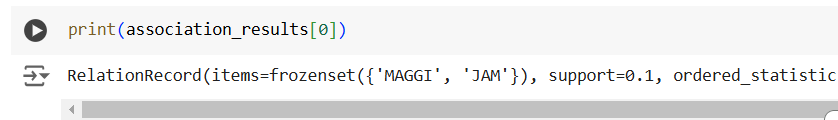 print(association_results[0])
RelationRecord(items=frozenset({'MAGGI', 'JAM'}), support=0.1, ordered_statistic